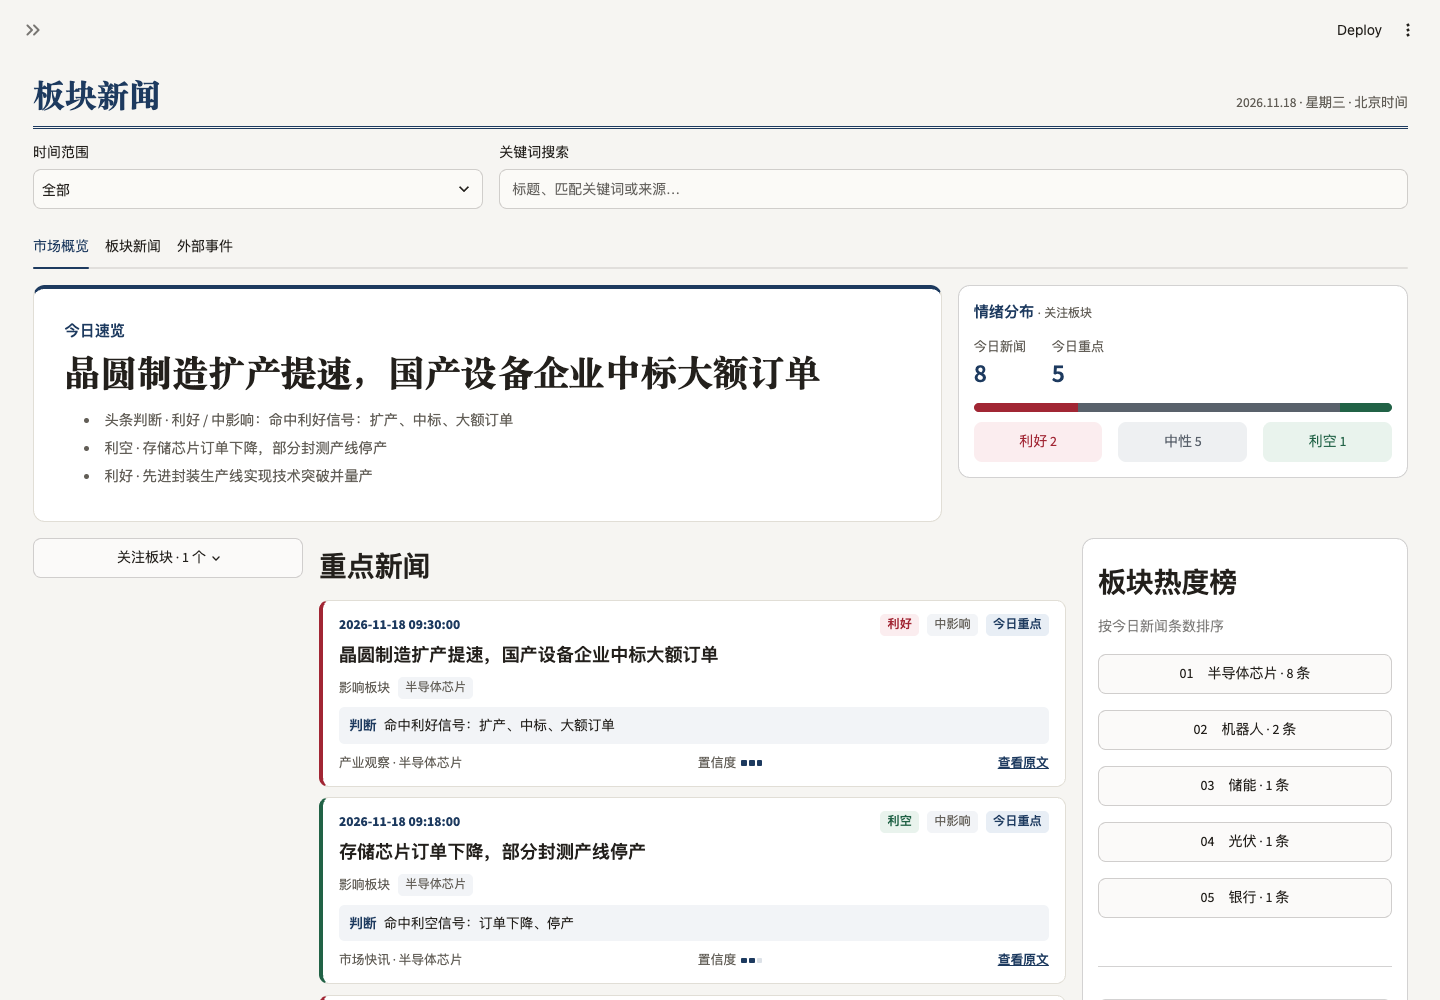 Deploy
板块新闻
2026.11.18 · 星期三 · 北京时间
时间范围
关键词搜索
全部
标题、匹配关键词或来源...
市场概览 板块新闻 外部事件
今日速览
晶圆制造扩产提速，国产设备企业中标大额订单
头条判断 · 利好 / 中影响：命中利好信号：扩产、中标、大额订单
利空 · 存储芯片订单下降，部分封测产线停产
利好 · 先进封装生产线实现技术突破并量产
情绪分布 · 关注板块
今日新闻 今日重点
8 5
利好 2 中性 5 利空 1
关注板块 · 1 个
重点新闻
2026-11-18 09:30:00 利好 中影响 今日重点
晶圆制造扩产提速，国产设备企业中标大额订单
影响板块 半导体芯片
判断 命中利好信号：扩产、中标、大额订单
产业观察 · 半导体芯片 置信度 查看原文
2026-11-18 09:18:00 利空 中影响 今日重点
存储芯片订单下降，部分封测产线停产
影响板块 半导体芯片
判断 命中利空信号：订单下降、停产
市场快讯 · 半导体芯片 置信度 查看原文
板块热度榜
按今日新闻条数排序
01 半导体芯片 · 8 条
02 机器人 · 2 条
03 储能 · 1 条
04 光伏 · 1 条
05 银行 · 1 条